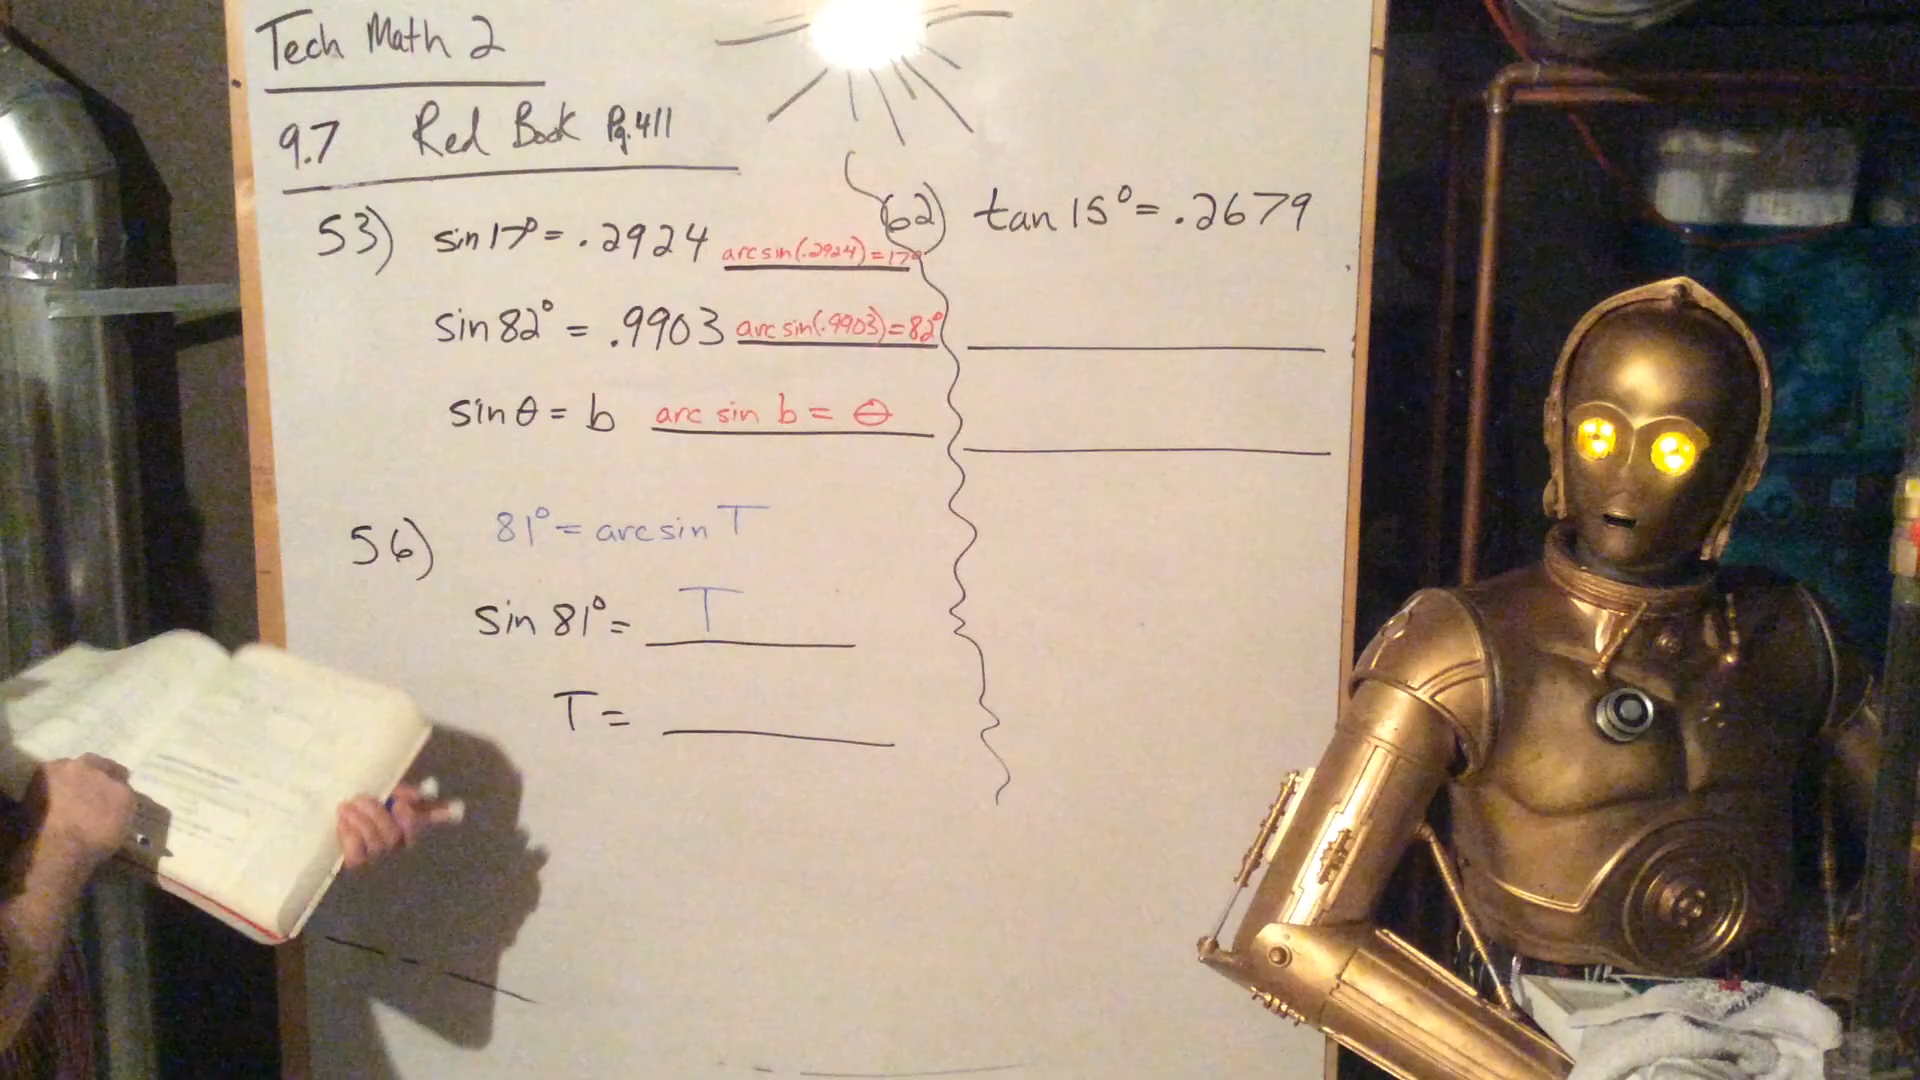 Tech Math 2
9.7 Red Book Pg.411
53) sin 17° = .2924 arcsin(.2924)=17°
sin 82° = .9903 arcsin(.9903)=82°
sin θ = b arc sin b = θ
56) 81° = arcsin T
sin 81° = T
T =
62) tan 15° = .2679